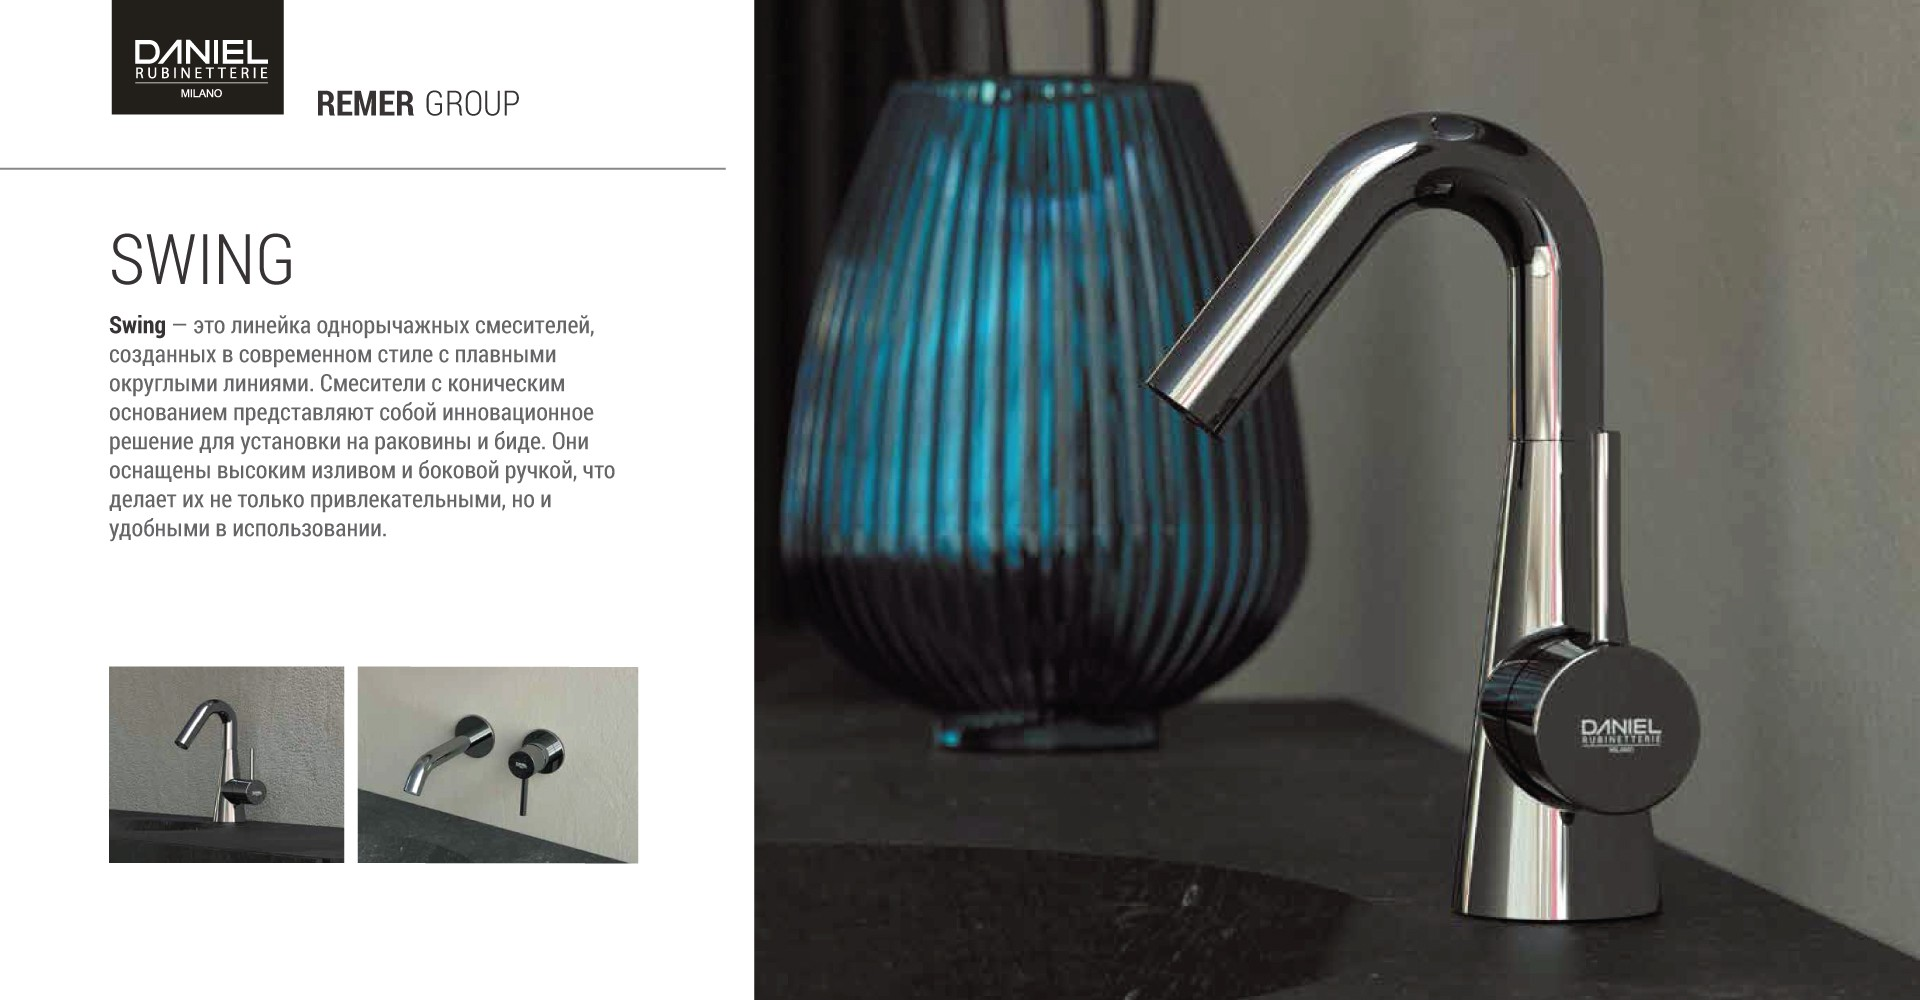 DANIEL
RUBINETTERIE
MILANO
REMER GROUP
SWING
Swing — это линейка однорычажных смесителей,
созданных в современном стиле с плавными
округлыми линиями. Смесители с коническим
основанием представляют собой инновационное
решение для установки на раковины и биде. Они
оснащены высоким изливом и боковой ручкой, что
делает их не только привлекательными, но и
удобными в использовании.
DANIEL
RUBINETTERIE
MILANO